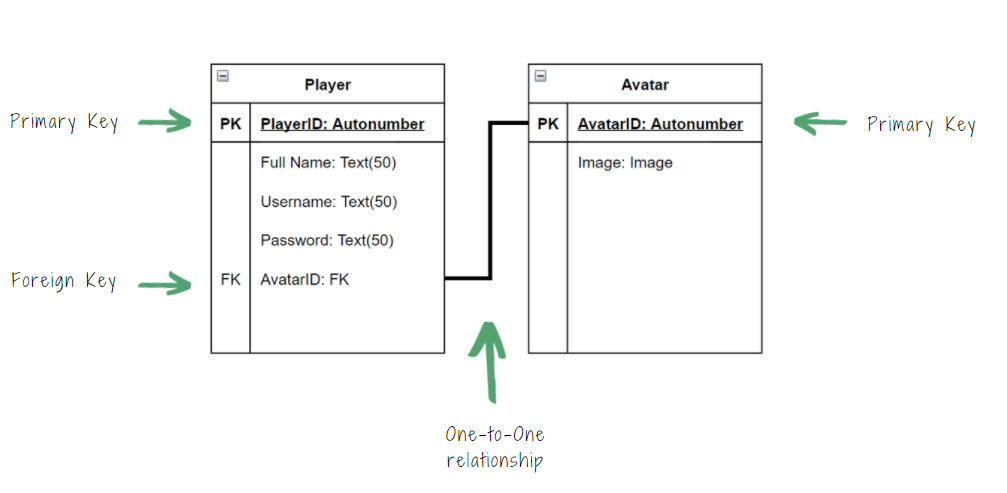 Player
Avatar
Primary Key
PK
PlayerID: Autonumber
PK
AvatarID: Autonumber
Primary Key
Full Name: Text(50)
Image: Image
Username: Text(50)
Password: Text(50)
Foreign Key
FK
AvatarID: FK
One-to-One
relationship